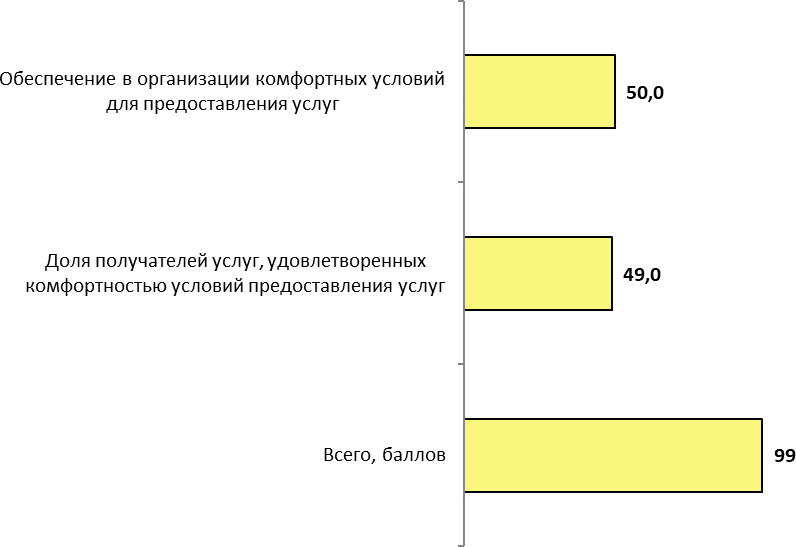 Обеспечение в организации комфортных условий
для предоставления услуг
50,0
Доля получателей услуг, удовлетворенных
комфортностью условий предоставления услуг
49,0
Всего, баллов
99